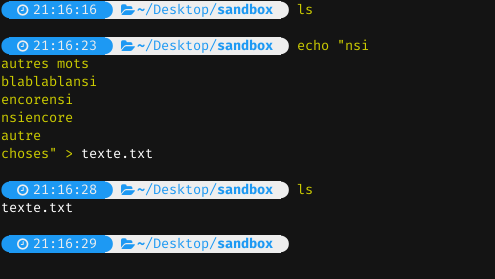 21:16:16 ~/Desktop/sandbox ls
21:16:23 ~/Desktop/sandbox echo "nsi
autres mots
blablablansi
encorensi
nsiencore
autre
choses" > texte.txt
21:16:28 ~/Desktop/sandbox ls
texte.txt
21:16:29 ~/Desktop/sandbox